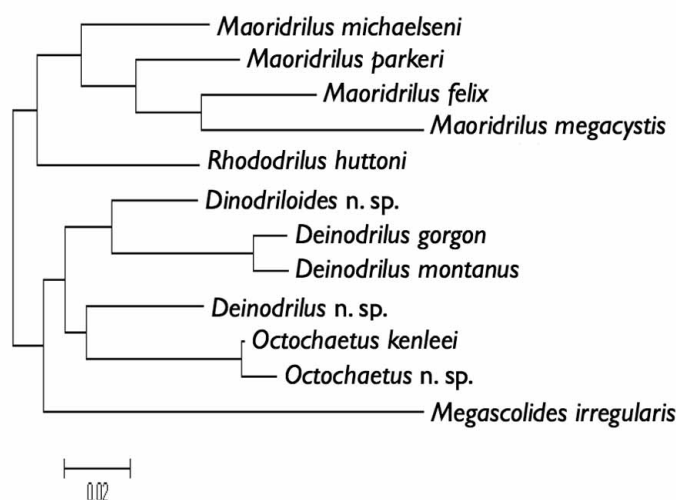 Maoridrilus michaelseni
Maoridrilus parkeri
Maoridrilus felix
Maoridrilus megacystis
Rhododrilus huttoni
Dinodriloides n. sp.
Deinodrilus gorgon
Deinodrilus montanus
Deinodrilus n. sp.
Octochaetus kenleei
Octochaetus n. sp.
Megascolides irregularis
0.02